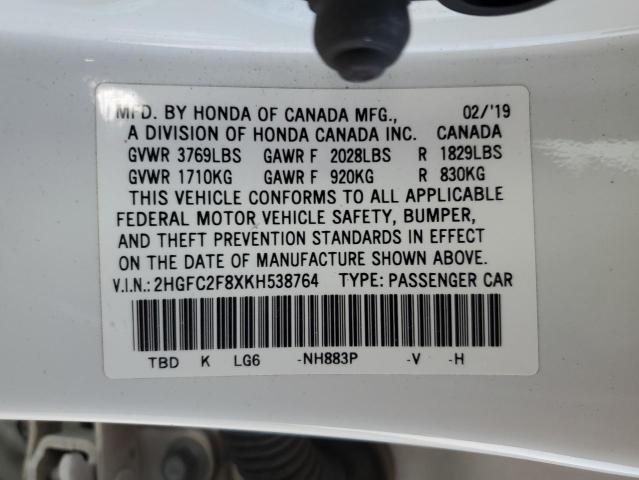 MFD. BY HONDA OF CANADA MFG., 02/'19
A DIVISION OF HONDA CANADA INC. CANADA
GVWR 3769LBS GAWR F 2028LBS R 1829LBS
GVWR 1710KG GAWR F 920KG R 830KG
THIS VEHICLE CONFORMS TO ALL APPLICABLE
FEDERAL MOTOR VEHICLE SAFETY, BUMPER,
AND THEFT PREVENTION STANDARDS IN EFFECT
ON THE DATE OF MANUFACTURE SHOWN ABOVE.
V.I.N.: 2HGFC2F8XKH538764 TYPE: PASSENGER CAR
TBD K LG6 -NH883P -V -H